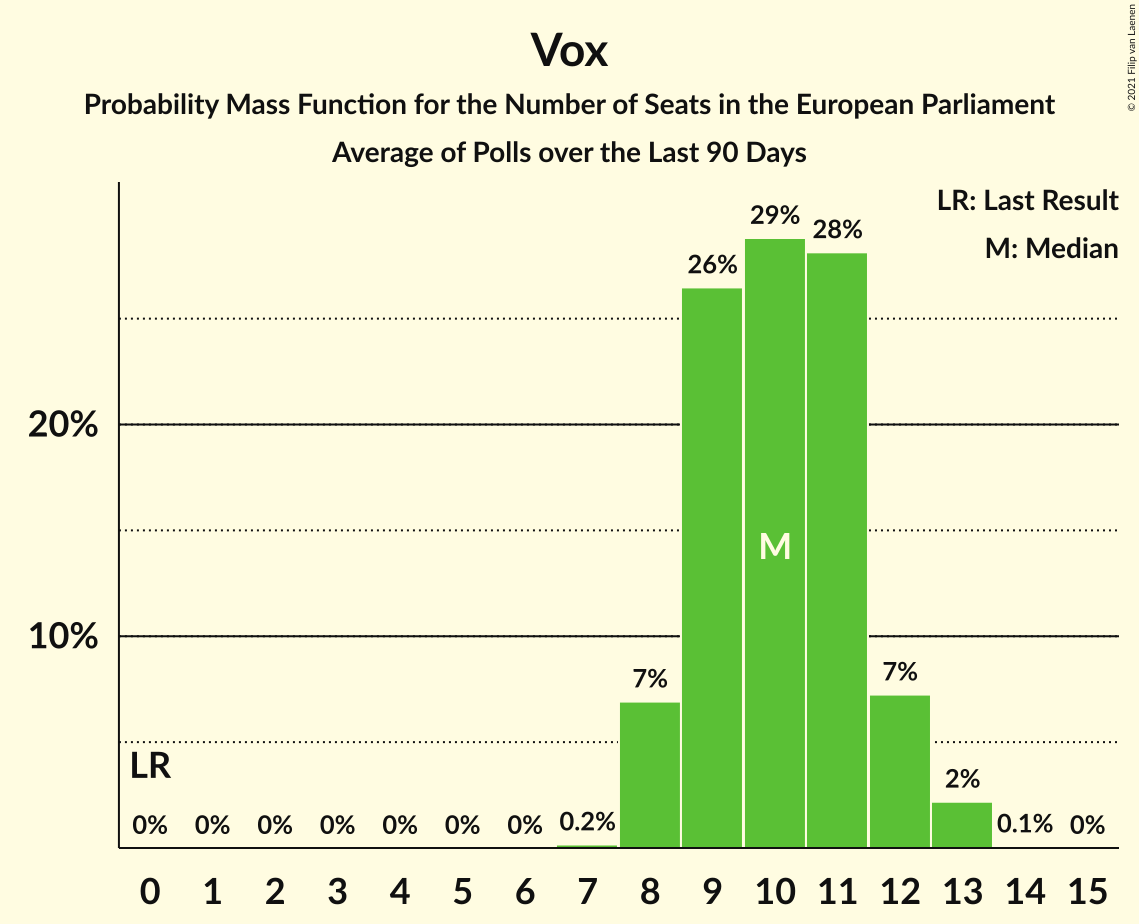 Vox
Probability Mass Function for the Number of Seats in the European Parliament
Average of Polls over the Last 90 Days
© 2021 Filip van Laenen
LR: Last Result
M: Median
29%
28%
26%
20%
M
10%
7%
7%
LR
2%
0% 0% 0% 0% 0% 0% 0% 0.2% 0.1% 0%
0 1 2 3 4 5 6 7 8 9 10 11 12 13 14 15